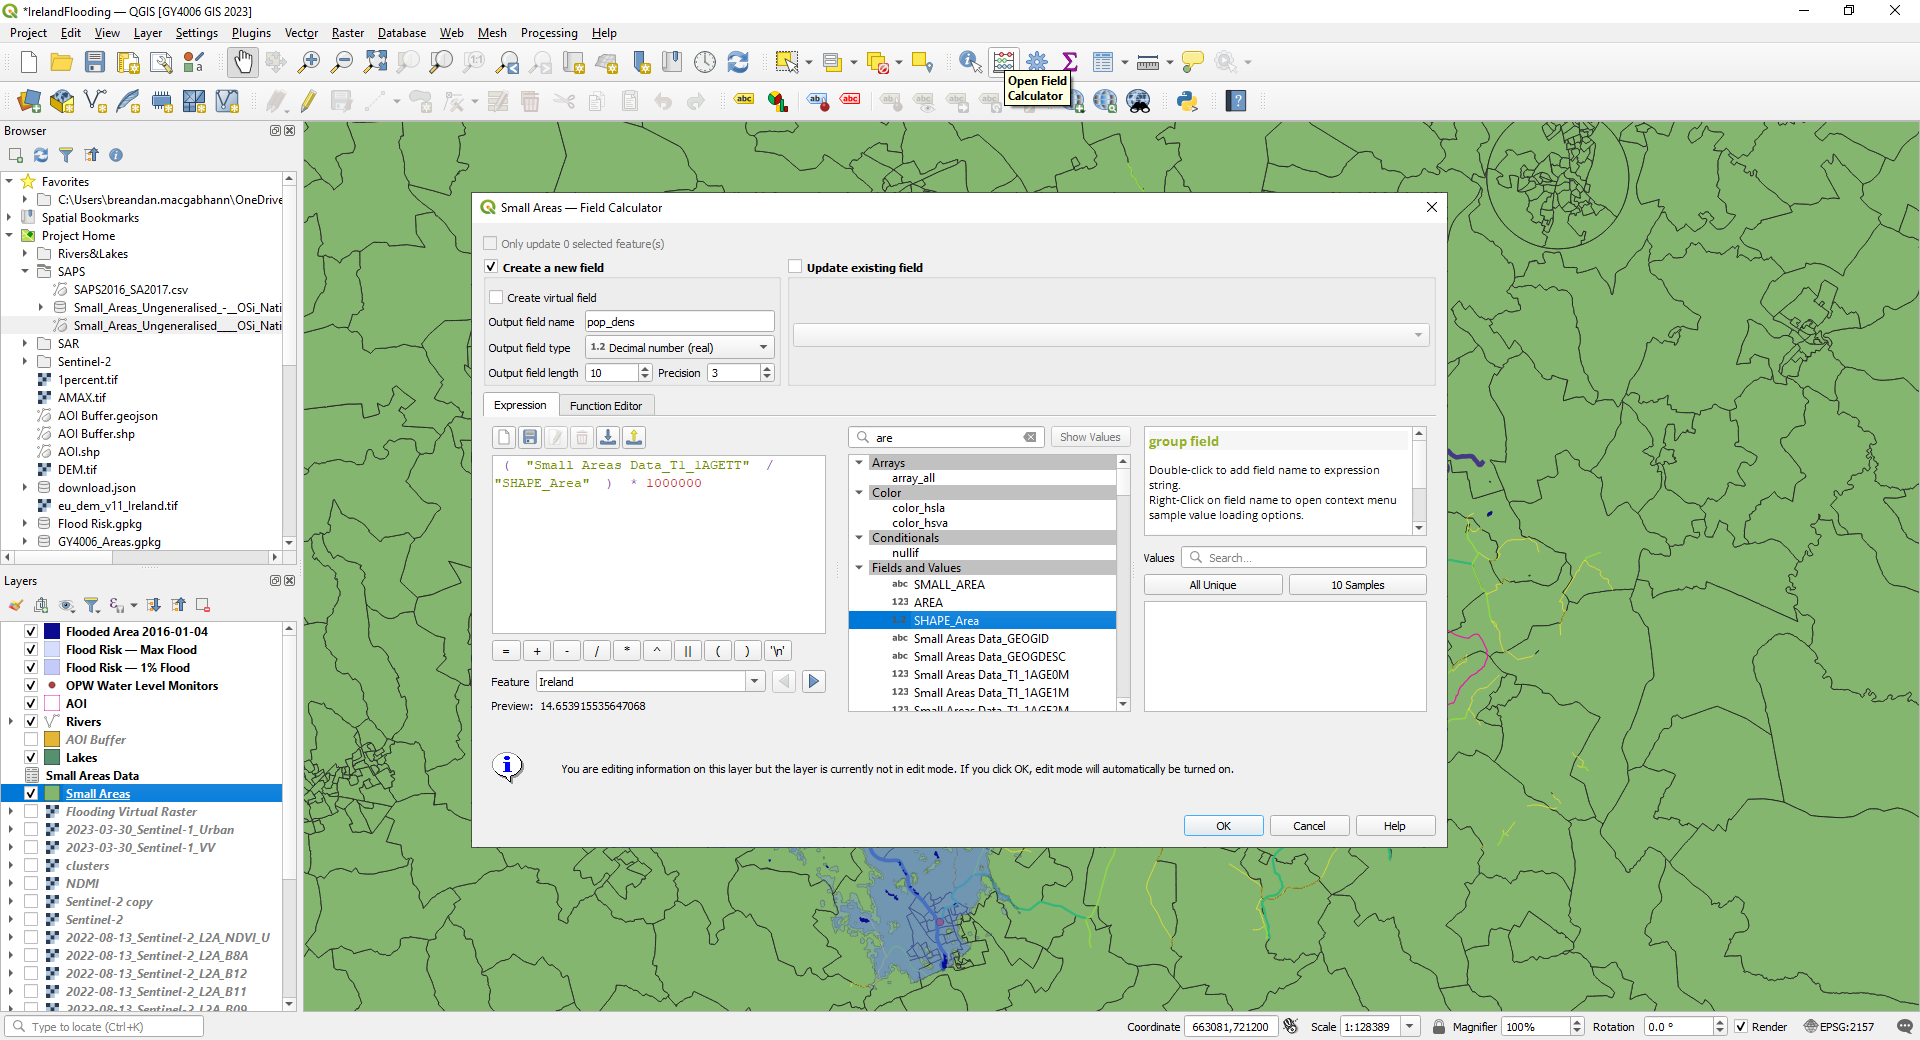 *IrelandFlooding — QGIS [GY4006 GIS 2023]
Project Edit View Layer Settings Plugins Vector Raster Database Web Mesh Processing Help
Open Field
Calculator
Browser
Favorites
C:\Users\breandan.macgabhann\OneDrive
Spatial Bookmarks
Project Home
Rivers&Lakes
SAPS
SAPS2016_SA2017.csv
Small_Areas_Ungeneralised_-__OSi_Nati
Small_Areas_Ungeneralised___OSi_Nati
SAR
Sentinel-2
1percent.tif
AMAX.tif
AOI Buffer.geojson
AOI Buffer.shp
AOI.shp
DEM.tif
download.json
eu_dem_v11_Ireland.tif
Flood Risk.gpkg
GY4006_Areas.gpkg
Layers
Flooded Area 2016-01-04
Flood Risk — Max Flood
Flood Risk — 1% Flood
OPW Water Level Monitors
AOI
Rivers
AOI Buffer
Lakes
Small Areas Data
Small Areas
Flooding Virtual Raster
2023-03-30_Sentinel-1_Urban
2023-03-30_Sentinel-1_VV
clusters
NDMI
Sentinel-2 copy
Sentinel-2
2022-08-13_Sentinel-2_L2A_NDVI_U
2022-08-13_Sentinel-2_L2A_B8A
2022-08-13_Sentinel-2_L2A_B12
2022-08-13_Sentinel-2_L2A_B11
2022-08-13_Sentinel-2_L2A_B09
Small Areas — Field Calculator
Only update 0 selected feature(s)
Create a new field
Update existing field
Create virtual field
Output field name pop_dens
Output field type 1.2 Decimal number (real)
Output field length 10 Precision 3
Expression Function Editor
( "Small Areas Data_T1_1AGETT" /
"SHAPE_Area" ) * 1000000
= + - / * ^ || ( ) '\n'
Feature Ireland
Preview: 14.653915535647068
are
Show Values
Arrays
array_all
Color
color_hsla
color_hsva
Conditionals
nullif
Fields and Values
abc SMALL_AREA
123 AREA
1.2 SHAPE_Area
abc Small Areas Data_GEOGID
abc Small Areas Data_GEOGDESC
123 Small Areas Data_T1_1AGE0M
123 Small Areas Data_T1_1AGE1M
123 Small Areas Data_T1_1AGE2M
group field
Double-click to add field name to expression
string.
Right-Click on field name to open context menu
sample value loading options.
Values Search...
All Unique 10 Samples
You are editing information on this layer but the layer is currently not in edit mode. If you click OK, edit mode will automatically be turned on.
OK Cancel Help
Type to locate (Ctrl+K)
Coordinate 663081,721200 Scale 1:128389 Magnifier 100% Rotation 0.0 ° Render EPSG:2157